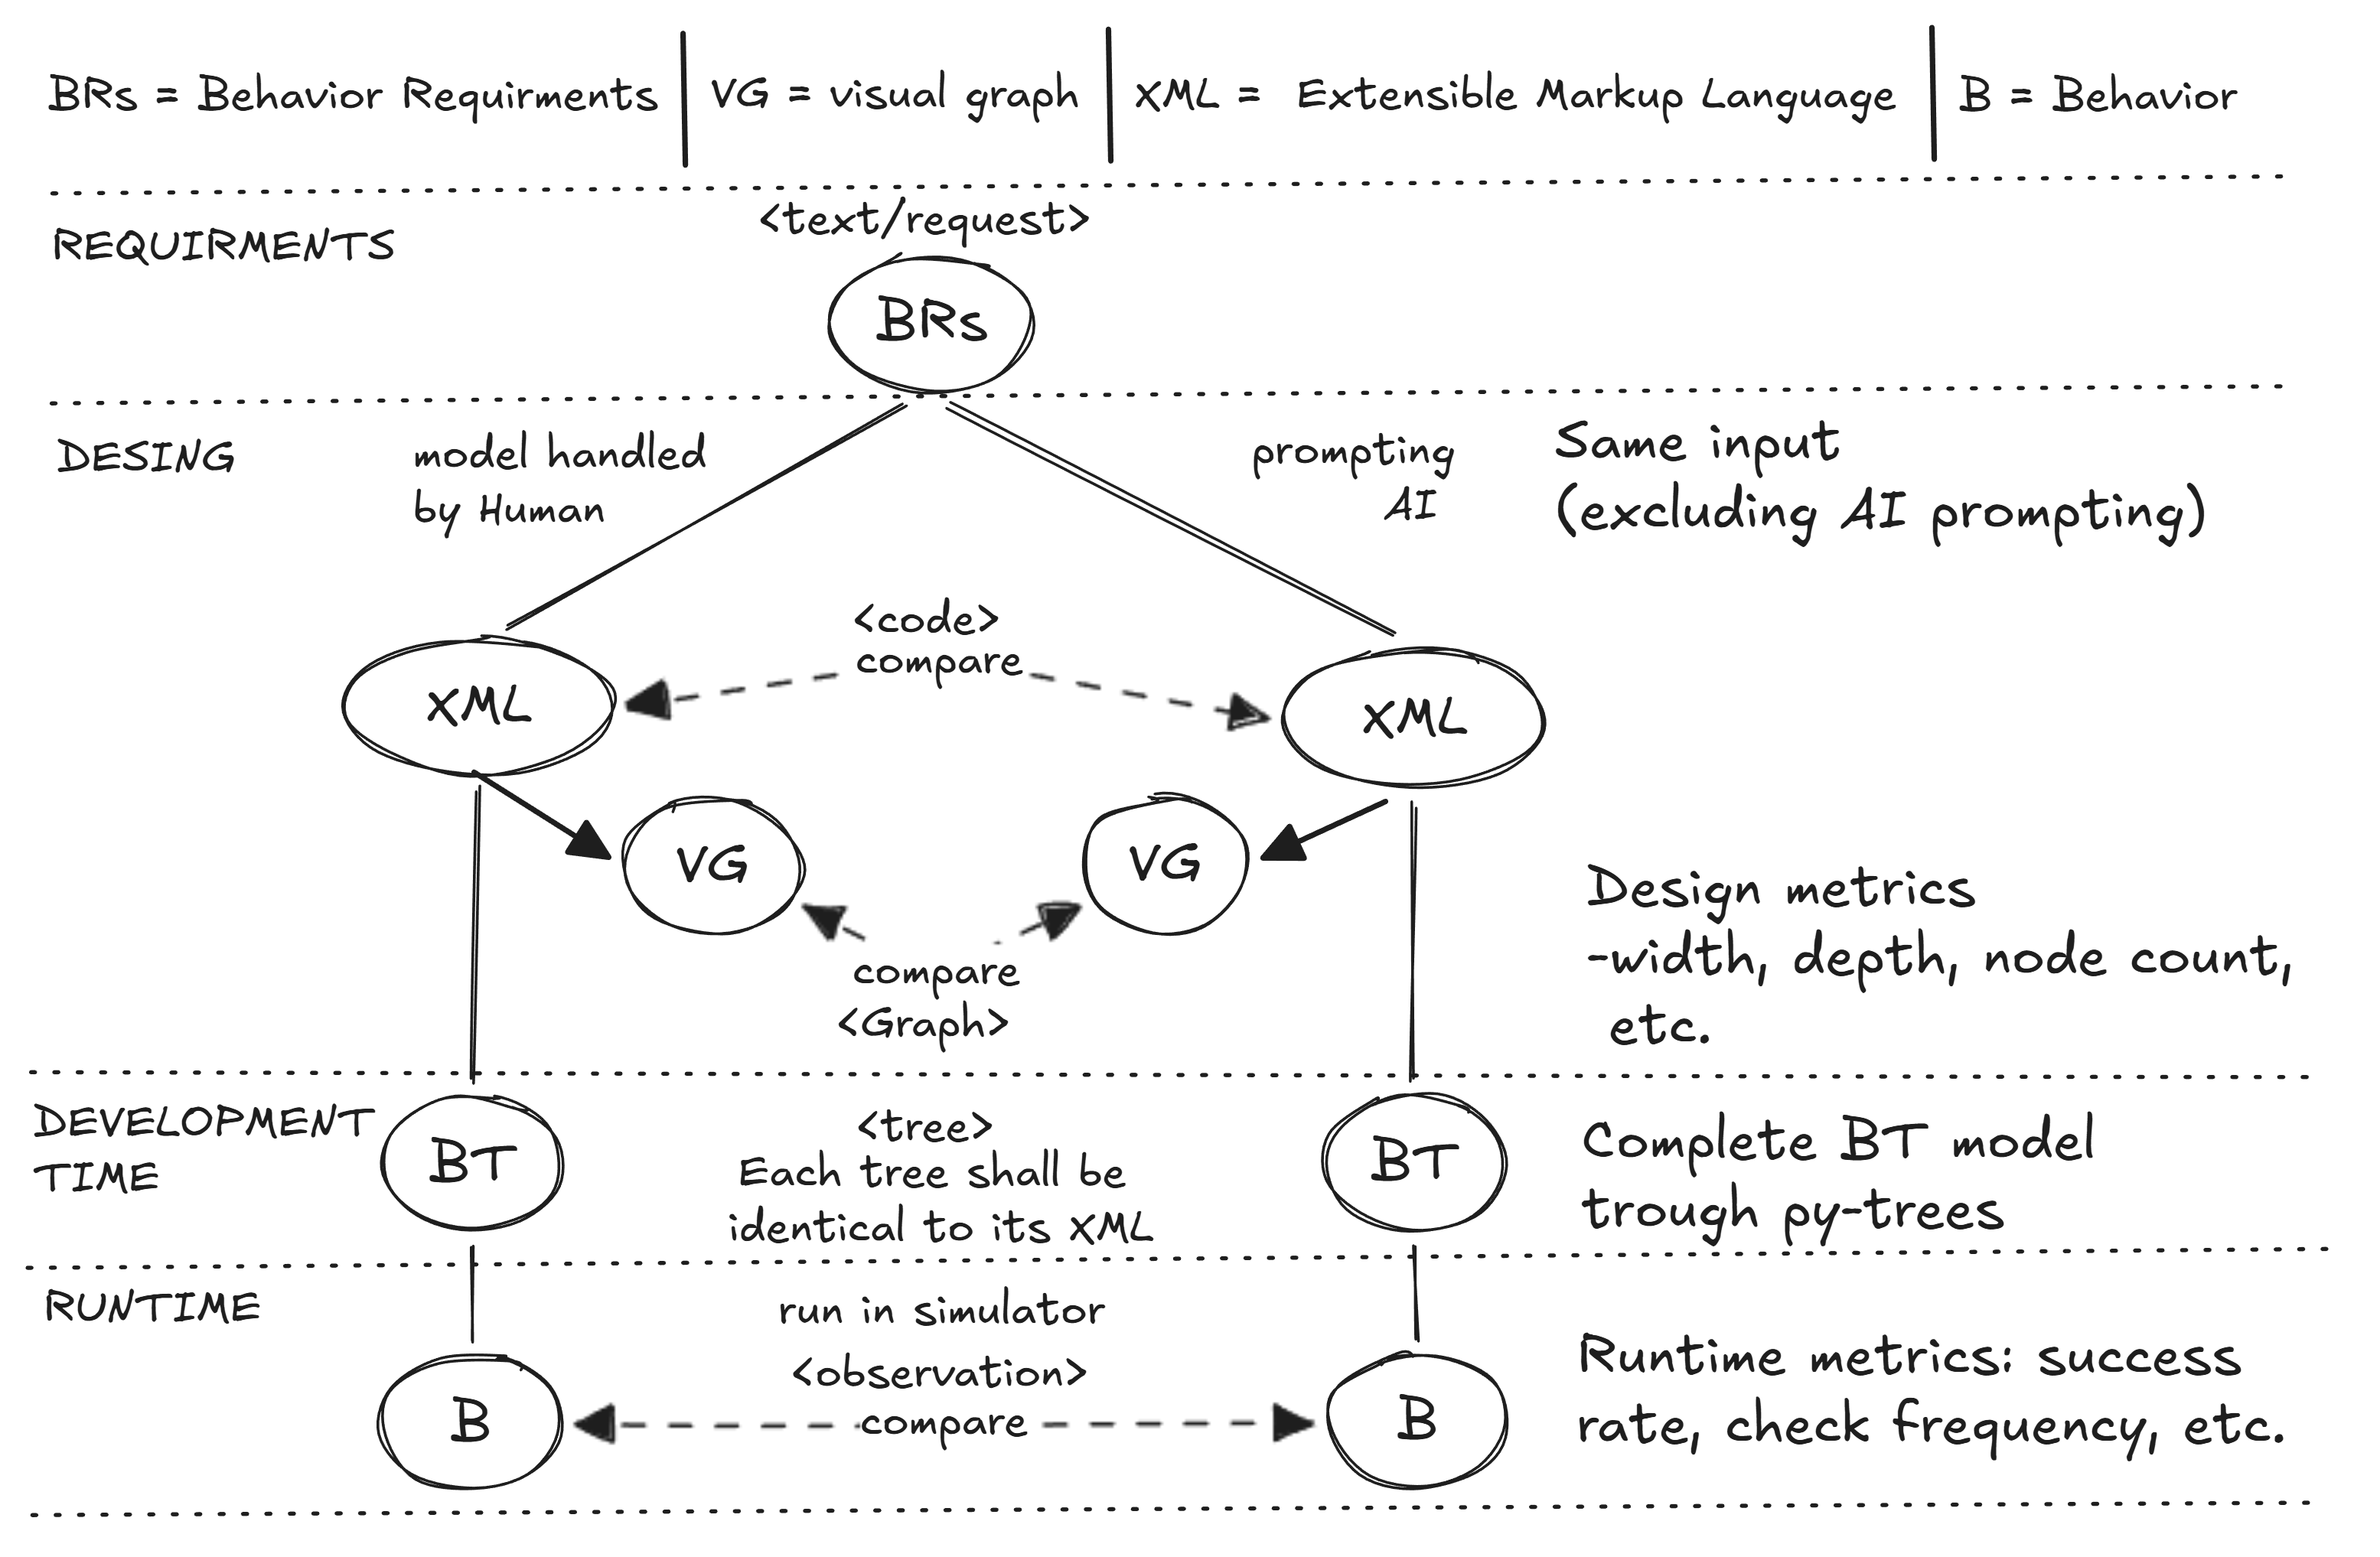 BRs = Behavior Requirments
VG = visual graph
XML = Extensible Markup Language
B = Behavior
REQUIRMENTS
<text/request>
BRs
DESING
model handled
by Human
prompting
AI
Same input
(excluding AI prompting)
<code>
compare
XML
XML
VG
VG
compare
<Graph>
Design metrics
-width, depth, node count,
etc.
DEVELOPMENT
TIME
BT
<tree>
Each tree shall be
identical to its XML
BT
Complete BT model
trough py-trees
RUNTIME
run in simulator
<observation>
compare
B
B
Runtime metrics: success
rate, check frequency, etc.